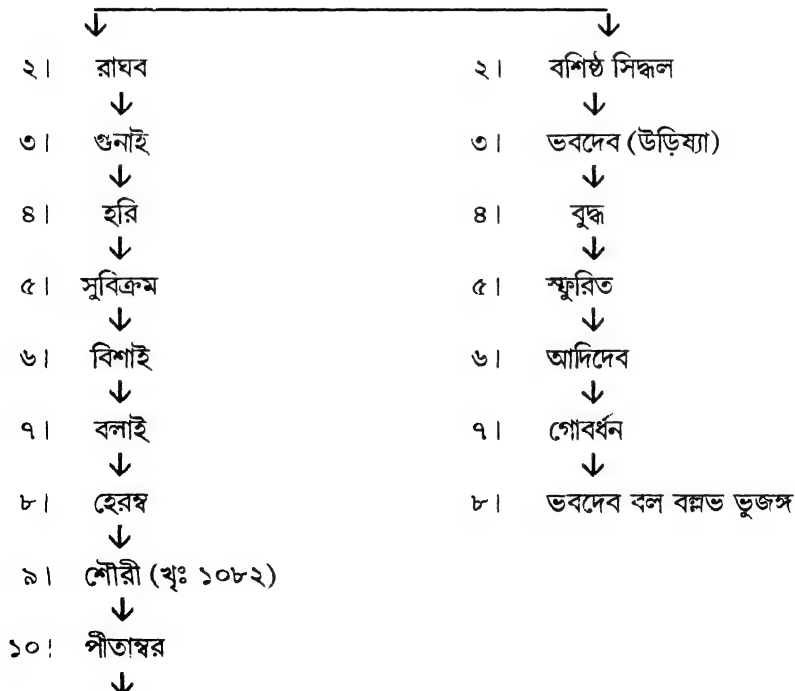 ২। রাঘব ২। বশিষ্ঠ সিদ্ধল
৩। গুনাই ৩। ভবদেব (উড়িষ্যা)
৪। হরি ৪। বুদ্ধ
৫। সুবিক্রম ৫। স্ফুরিত
৬। বিশাই ৬। আদিদেব
৭। বলাই ৭। গোবর্ধন
৮। হেরম্ব ৮। ভবদেব বল বল্লভ ভুজঙ্গ
৯। শৌরী (খৃঃ ১০৮২)
১০। পীতাম্বর